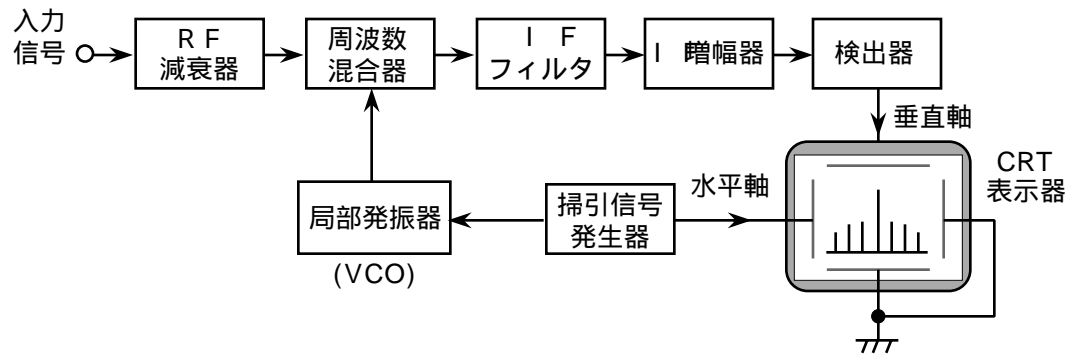 入力
信号
RF
減衰器
周波数
混合器
IF
フィルタ
I 増幅器
検出器
垂直軸
CRT
表示器
水平軸
掃引信号
発生器
局部発振器
(VCO)